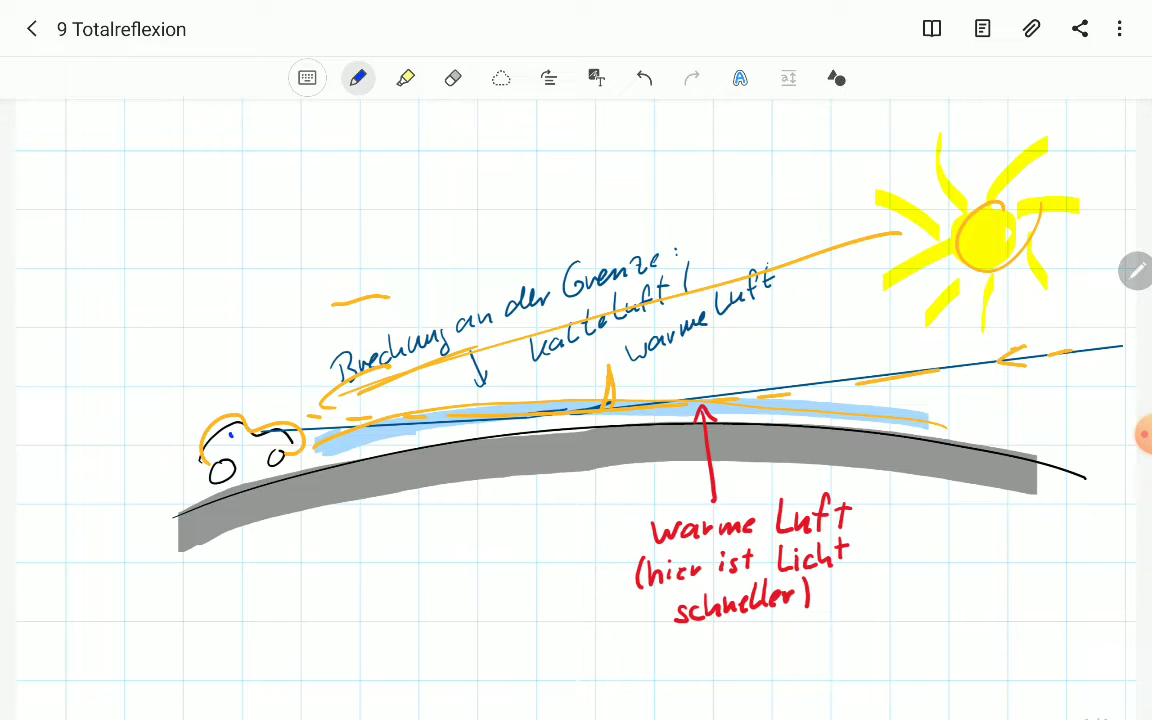 9 Totalreflexion
Brechung an der Grenze:
kalte Luft /
warme Luft
warme Luft
(hier ist Licht
schneller)